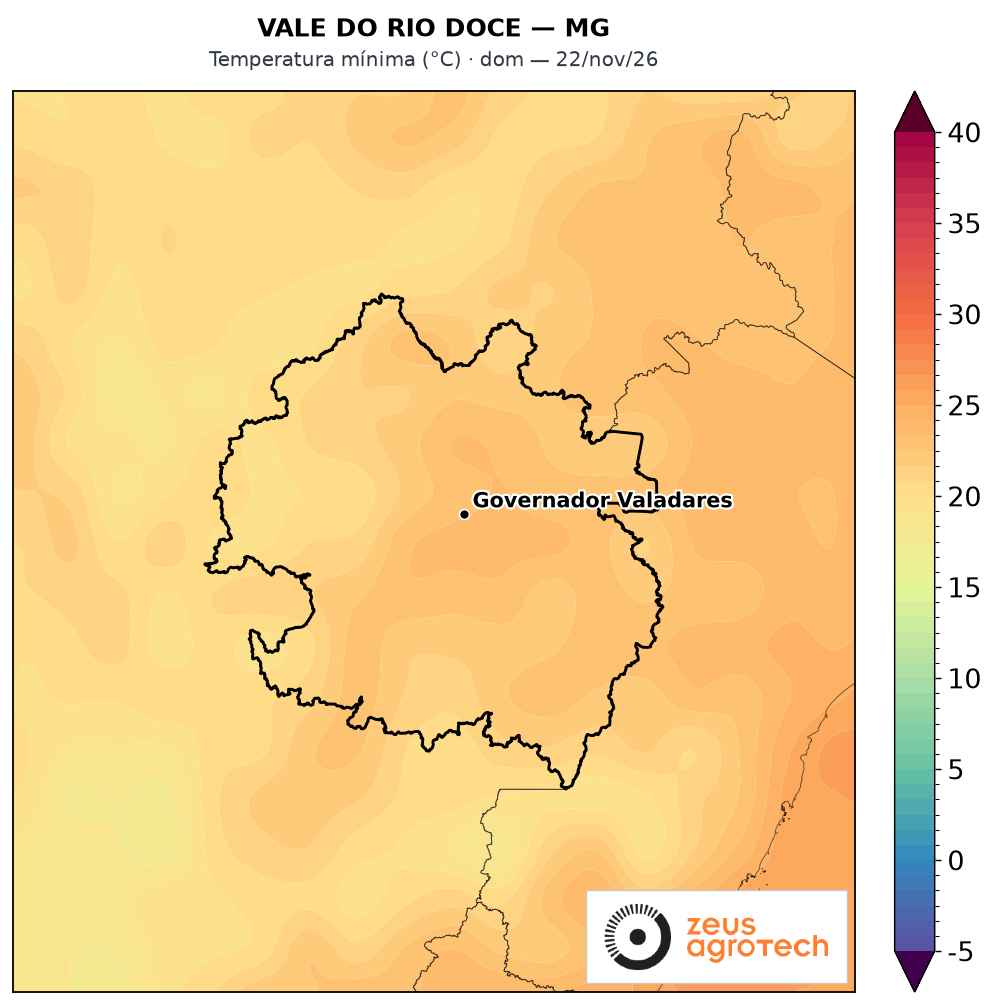 VALE DO RIO DOCE — MG
Temperatura mínima (°C) · dom — 22/nov/26
40
35
30
25
20
15
10
5
0
-5
Governador Valadares
zeus
agrotech